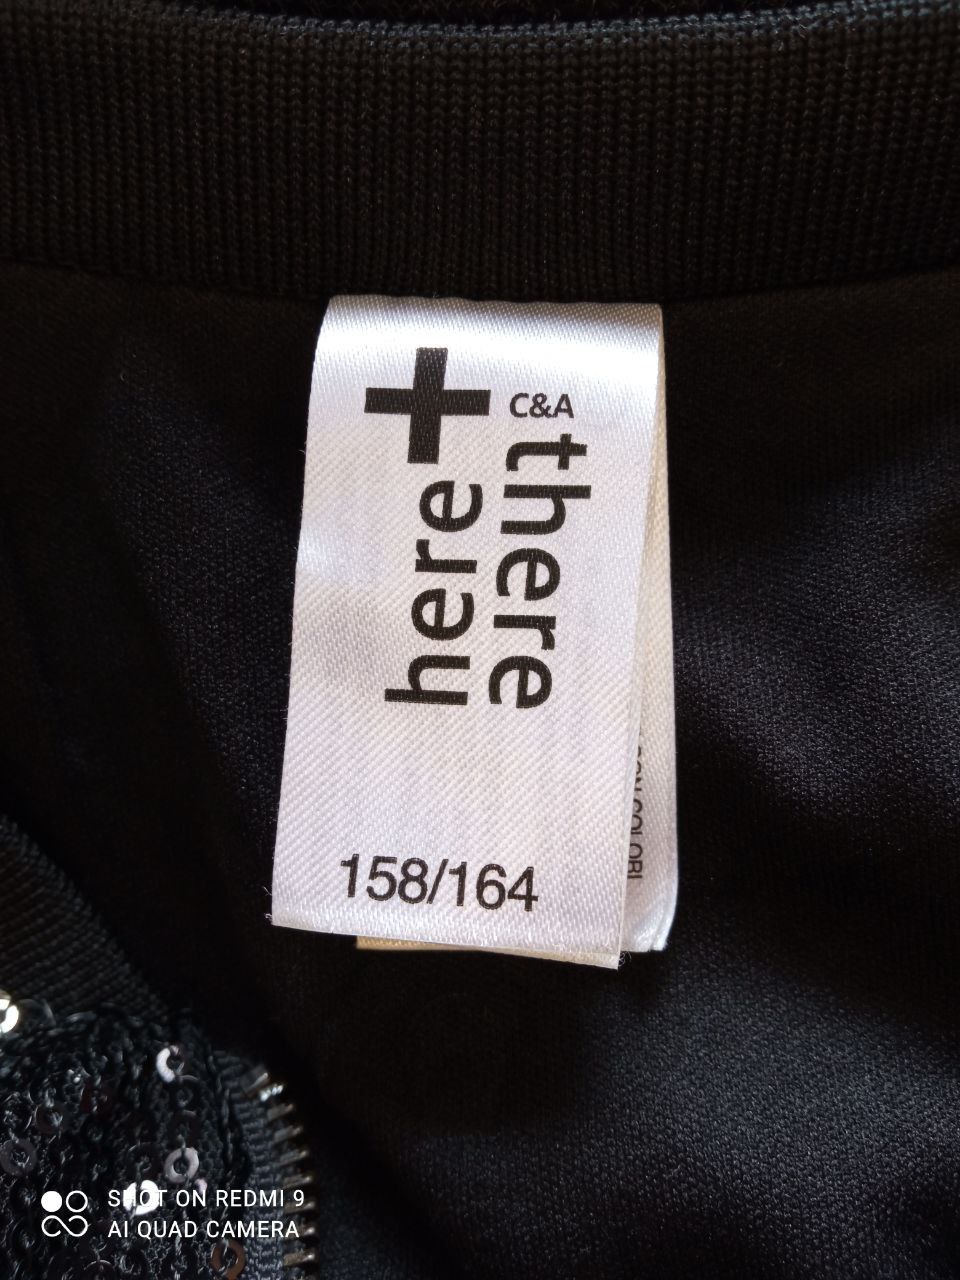 C&A
here+
there
158/164
SHOT ON REDMI 9
AI QUAD CAMERA